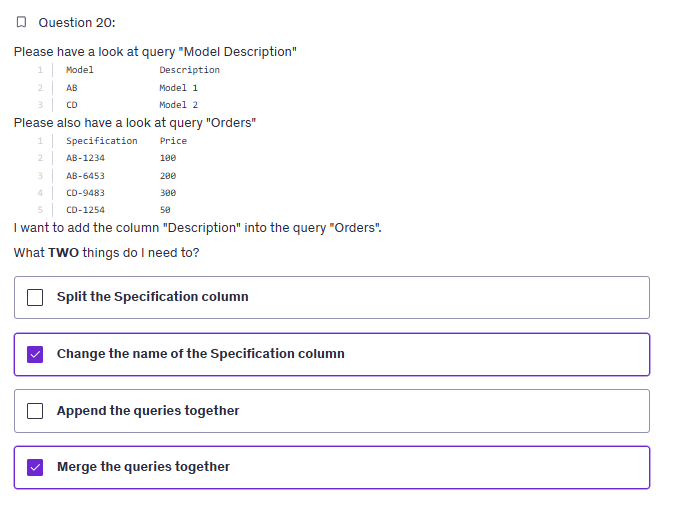 Question 20:
Please have a look at query "Model Description"
1 Model Description
2 AB Model 1
3 CD Model 2
Please also have a look at query "Orders"
1 Specification Price
2 AB-1234 100
3 AB-6453 200
4 CD-9483 300
5 CD-1254 50
I want to add the column "Description" into the query "Orders".
What TWO things do I need to?
Split the Specification column
Change the name of the Specification column
Append the queries together
Merge the queries together